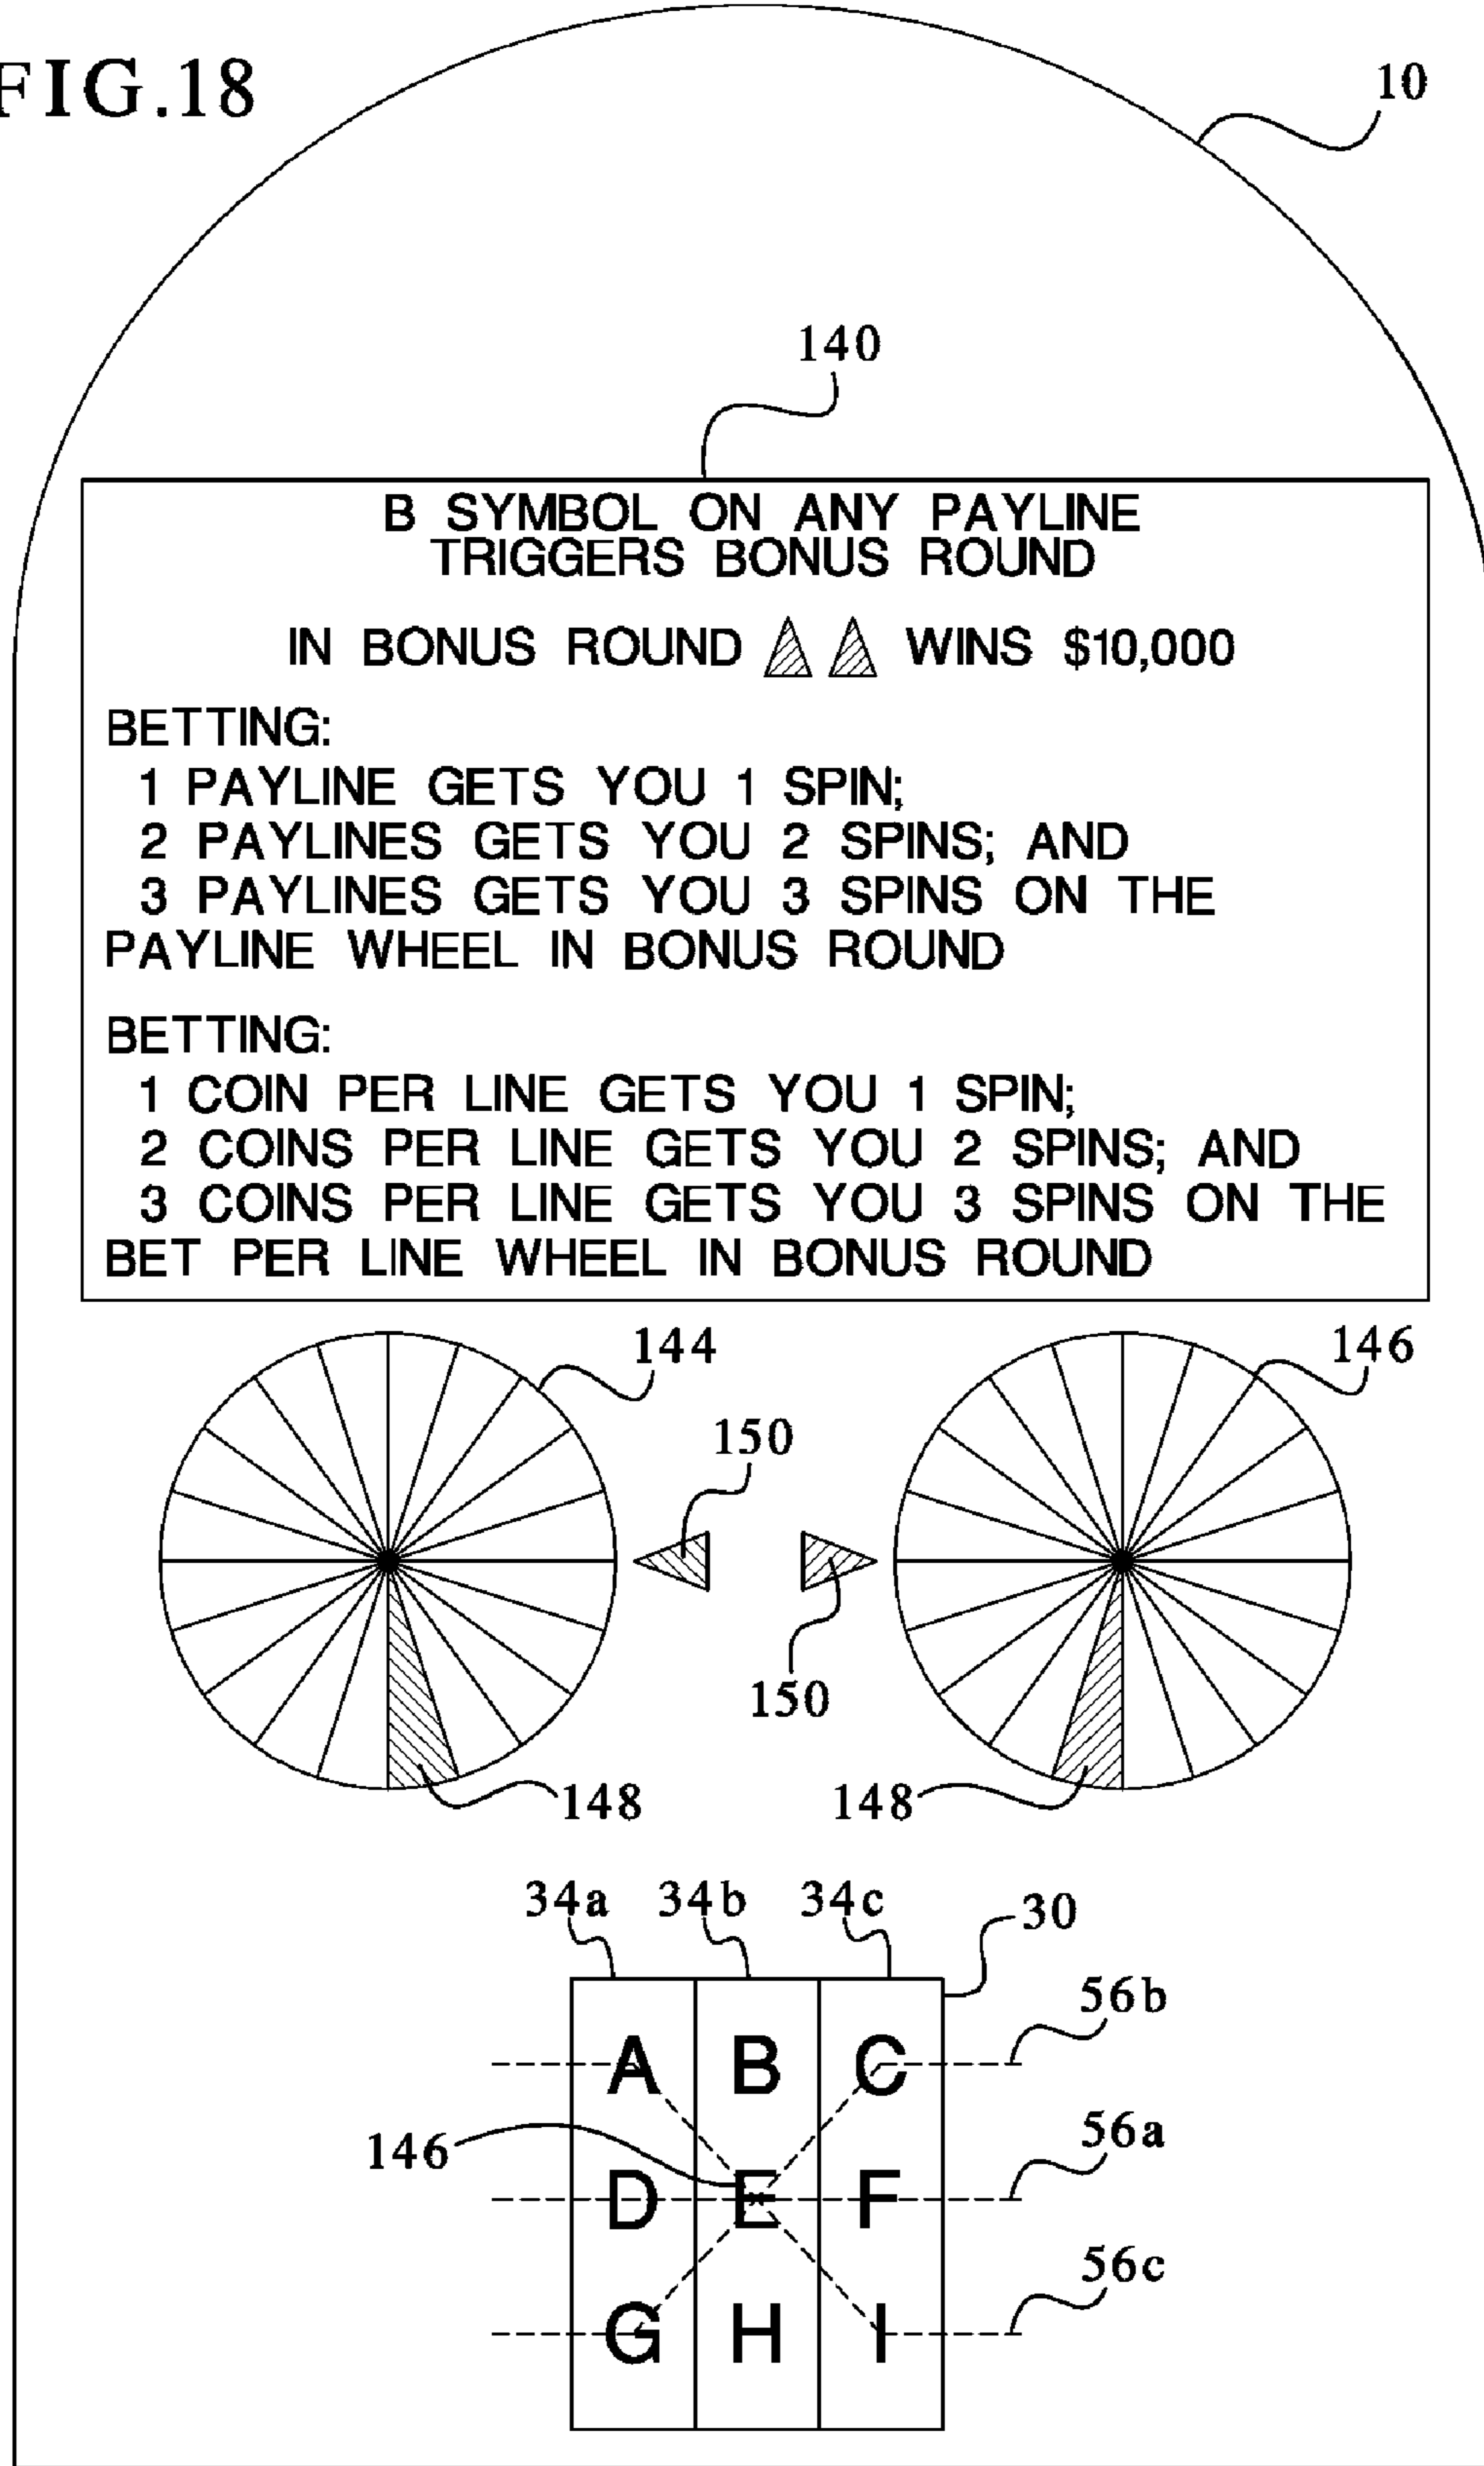 FIG.18
10
140
B SYMBOL ON ANY PAYLINE
TRIGGERS BONUS ROUND
IN BONUS ROUND WINS $10,000
BETTING:
1 PAYLINE GETS YOU 1 SPIN;
2 PAYLINES GETS YOU 2 SPINS; AND
3 PAYLINES GETS YOU 3 SPINS ON THE
PAYLINE WHEEL IN BONUS ROUND
BETTING:
1 COIN PER LINE GETS YOU 1 SPIN;
2 COINS PER LINE GETS YOU 2 SPINS; AND
3 COINS PER LINE GETS YOU 3 SPINS ON THE
BET PER LINE WHEEL IN BONUS ROUND
144
146
150
150
148
148
34a 34b 34c
30
56b
A B C
146
56a
D E F
56c
G H I